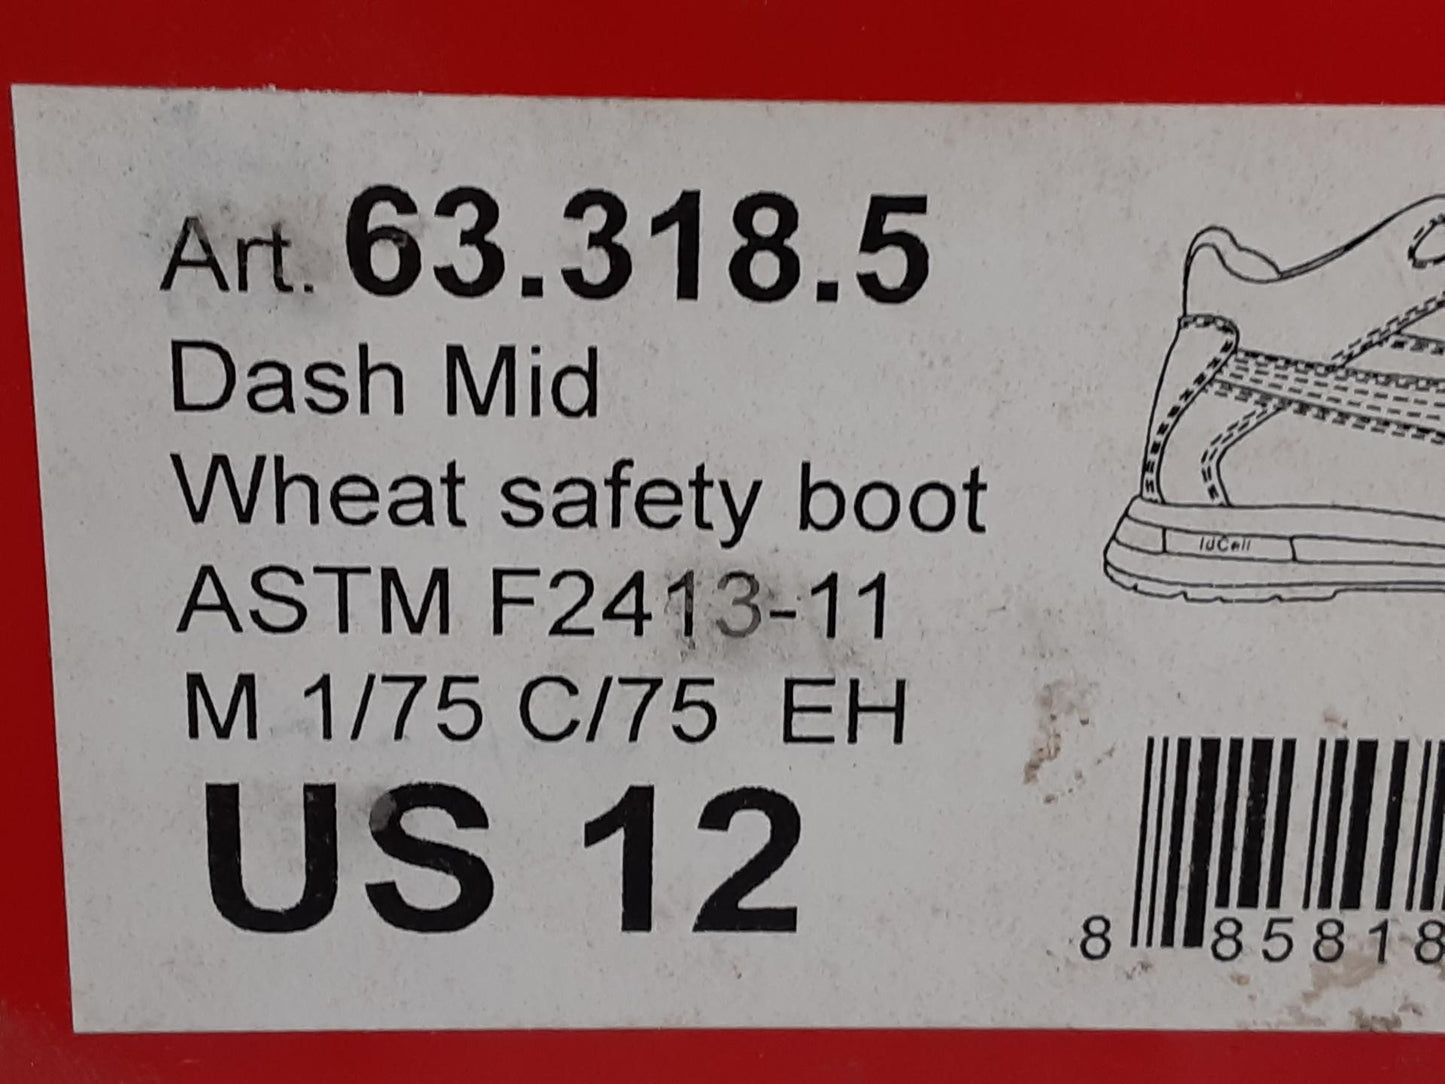 Art. 63.318.5
Dash Mid
Wheat safety boot
ASTM F2413-11
M 1/75 C/75 EH
US 12
idCell
8 85818